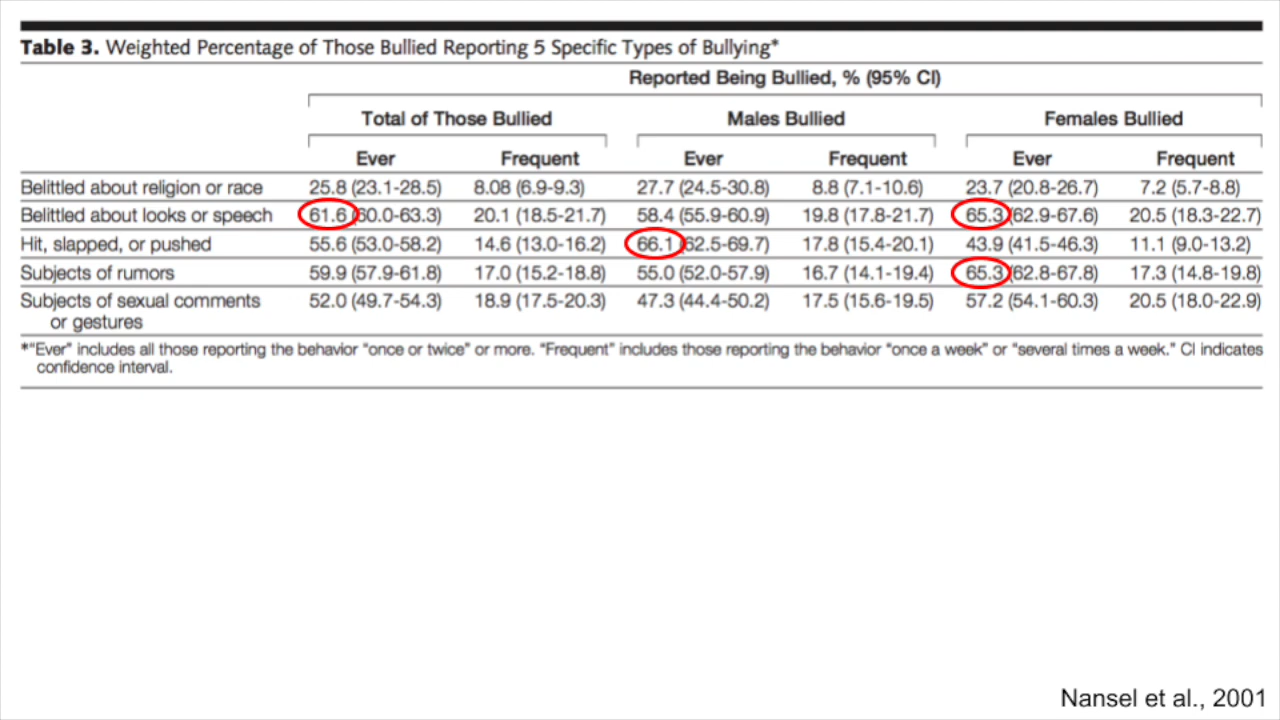 Table 3. Weighted Percentage of Those Bullied Reporting 5 Specific Types of Bullying*
Reported Being Bullied, % (95% CI)
Total of Those Bullied Males Bullied Females Bullied
Ever Frequent Ever Frequent Ever Frequent
Belittled about religion or race 25.8 (23.1-28.5) 8.08 (6.9-9.3) 27.7 (24.5-30.8) 8.8 (7.1-10.6) 23.7 (20.8-26.7) 7.2 (5.7-8.8)
Belittled about looks or speech 61.6 (60.0-63.3) 20.1 (18.5-21.7) 58.4 (55.9-60.9) 19.8 (17.8-21.7) 65.3 (62.9-67.6) 20.5 (18.3-22.7)
Hit, slapped, or pushed 55.6 (53.0-58.2) 14.6 (13.0-16.2) 66.1 (62.5-69.7) 17.8 (15.4-20.1) 43.9 (41.5-46.3) 11.1 (9.0-13.2)
Subjects of rumors 59.9 (57.9-61.8) 17.0 (15.2-18.8) 55.0 (52.0-57.9) 16.7 (14.1-19.4) 65.3 (62.8-67.8) 17.3 (14.8-19.8)
Subjects of sexual comments 52.0 (49.7-54.3) 18.9 (17.5-20.3) 47.3 (44.4-50.2) 17.5 (15.6-19.5) 57.2 (54.1-60.3) 20.5 (18.0-22.9)
or gestures
*"Ever" includes all those reporting the behavior "once or twice" or more. "Frequent" includes those reporting the behavior "once a week" or "several times a week." CI indicates
confidence interval.
Nansel et al., 2001